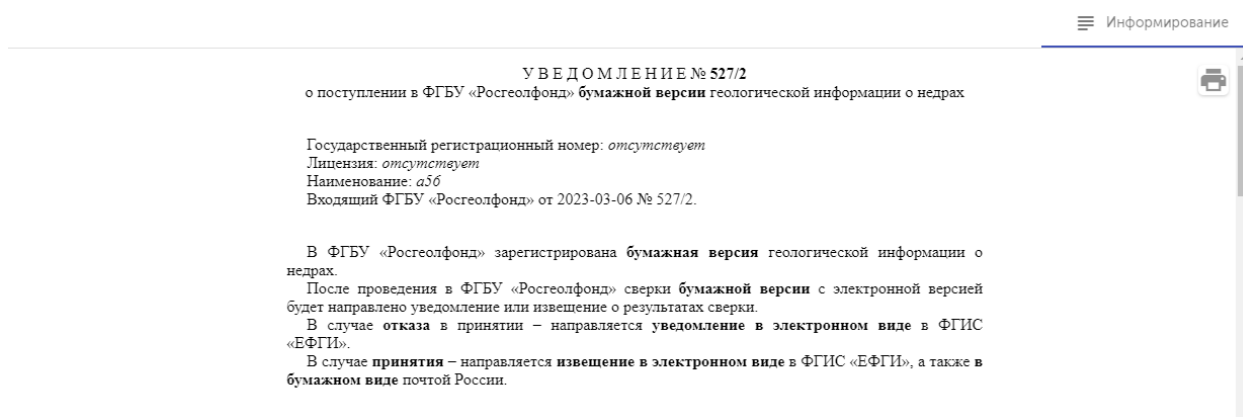 Информирование
У В Е Д О М Л Е Н И Е № 527/2
о поступлении в ФГБУ «Росгеолфонд» бумажной версии геологической информации о недрах
Государственный регистрационный номер: отсутствует
Лицензия: отсутствует
Наименование: а56
Входящий ФГБУ «Росгеолфонд» от 2023-03-06 № 527/2.
В ФГБУ «Росгеолфонд» зарегистрирована бумажная версия геологической информации о
недрах.
После проведения в ФГБУ «Росгеолфонд» сверки бумажной версии с электронной версией
будет направлено уведомление или извещение о результатах сверки.
В случае отказа в принятии – направляется уведомление в электронном виде в ФГИС
«ЕФГИ».
В случае принятия – направляется извещение в электронном виде в ФГИС «ЕФГИ», а также в
бумажном виде почтой России.